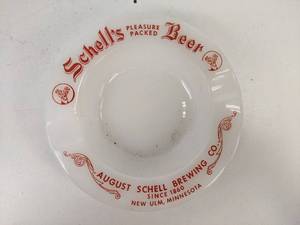 Schell's
PLEASURE
PACKED
Beer
AUGUST SCHELL BREWING CO.
SINCE 1860
NEW ULM, MINNESOTA